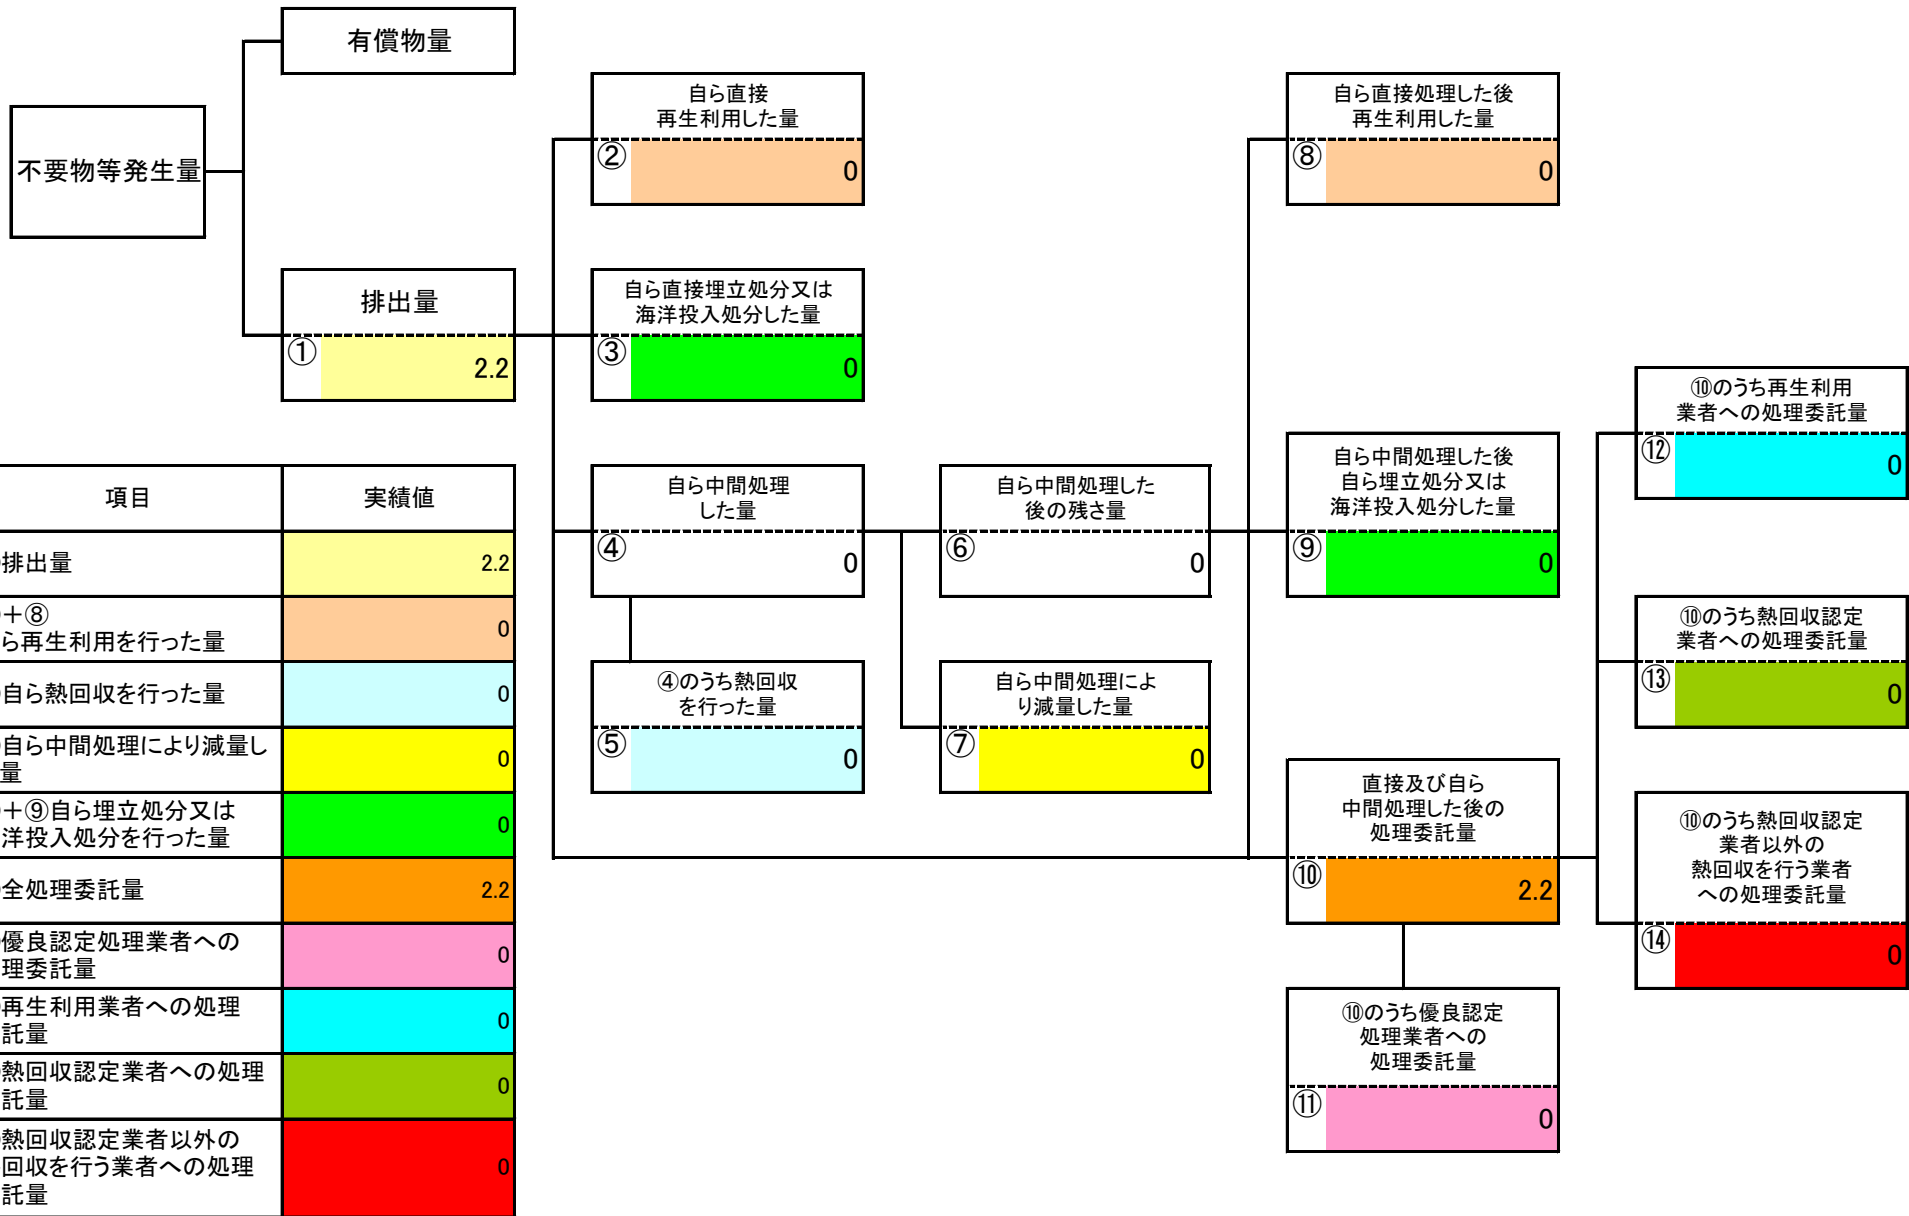 有償物量
不要物等発生量
排出量
①
2.2
自ら直接
再生利用した量
②
0
自ら直接埋立処分又は
海洋投入処分した量
③
0
自ら中間処理
した量
④
0
④のうち熱回収
を行った量
⑤
0
自ら中間処理した
後の残さ量
⑥
0
自ら中間処理によ
り減量した量
⑦
0
自ら直接処理した後
再生利用した量
⑧
0
自ら中間処理した後
自ら埋立処分又は
海洋投入処分した量
⑨
0
直接及び自ら
中間処理した後の
処理委託量
⑩
2.2
⑩のうち優良認定
処理業者への
処理委託量
⑪
0
⑩のうち再生利用
業者への処理委託量
⑫
0
⑩のうち熱回収認定
業者への処理委託量
⑬
0
⑩のうち熱回収認定
業者以外の
熱回収を行う業者
への処理委託量
⑭
0
項目
実績値
排出量
2.2
+⑧
ら再生利用を行った量
0
自ら熱回収を行った量
0
自ら中間処理により減量し
量
0
+⑨自ら埋立処分又は
洋投入処分を行った量
0
全処理委託量
2.2
優良認定処理業者への
理委託量
0
再生利用業者への処理
託量
0
熱回収認定業者への処理
託量
0
熱回収認定業者以外の
回収を行う業者への処理
託量
0